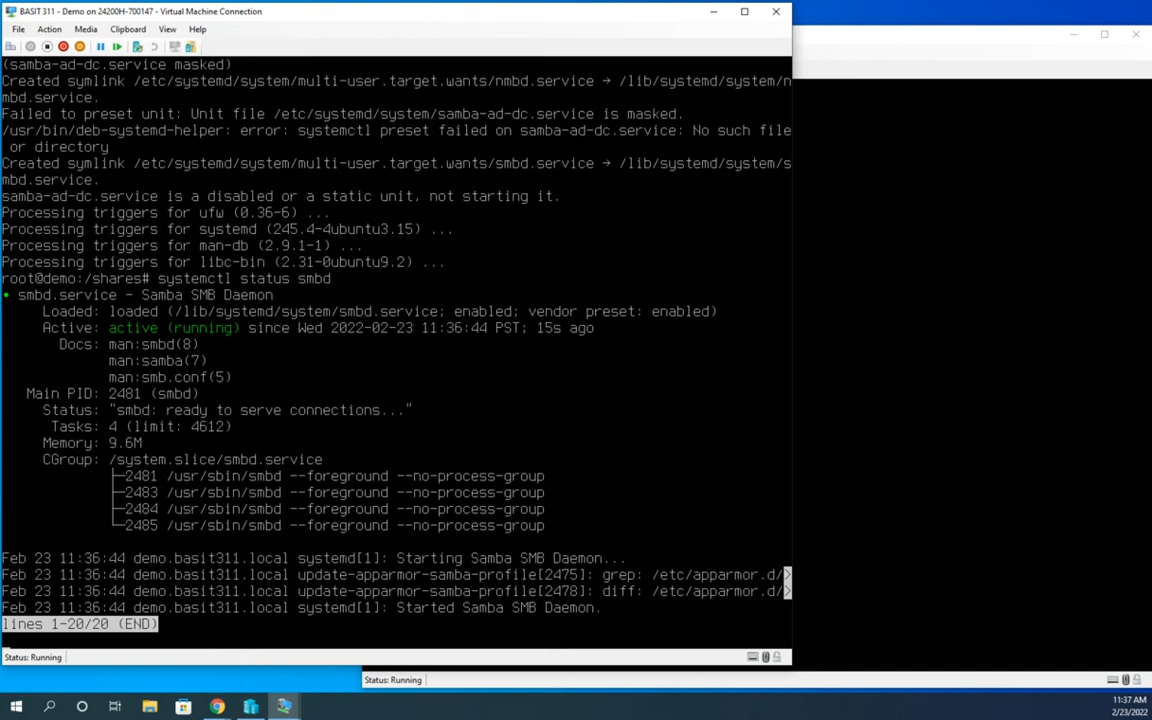 BASIT 311 - Demo on 24200H-700147 - Virtual Machine Connection
File Action Media Clipboard View Help
(samba-ad-dc.service masked)
Created symlink /etc/systemd/system/multi-user.target.wants/nmbd.service → /lib/systemd/system/n
mbd.service.
Failed to preset unit: Unit file /etc/systemd/system/samba-ad-dc.service is masked.
/usr/bin/deb-systemd-helper: error: systemctl preset failed on samba-ad-dc.service: No such file
or directory
Created symlink /etc/systemd/system/multi-user.target.wants/smbd.service → /lib/systemd/system/s
mbd.service.
samba-ad-dc.service is a disabled or a static unit, not starting it.
Processing triggers for ufw (0.36-6) ...
Processing triggers for systemd (245.4-4ubuntu3.15) ...
Processing triggers for man-db (2.9.1-1) ...
Processing triggers for libc-bin (2.31-0ubuntu9.2) ...
root@demo:/shares# systemctl status smbd
● smbd.service - Samba SMB Daemon
Loaded: loaded (/lib/systemd/system/smbd.service; enabled; vendor preset: enabled)
Active: active (running) since Wed 2022-02-23 11:36:44 PST; 15s ago
Docs: man:smbd(8)
man:samba(7)
man:smb.conf(5)
Main PID: 2481 (smbd)
Status: "smbd: ready to serve connections..."
Tasks: 4 (limit: 4612)
Memory: 9.6M
CGroup: /system.slice/smbd.service
├─2481 /usr/sbin/smbd --foreground --no-process-group
├─2483 /usr/sbin/smbd --foreground --no-process-group
├─2484 /usr/sbin/smbd --foreground --no-process-group
└─2485 /usr/sbin/smbd --foreground --no-process-group
Feb 23 11:36:44 demo.basit311.local systemd[1]: Starting Samba SMB Daemon...
Feb 23 11:36:44 demo.basit311.local update-apparmor-samba-profile[2475]: grep: /etc/apparmor.d/>
Feb 23 11:36:44 demo.basit311.local update-apparmor-samba-profile[2478]: diff: /etc/apparmor.d/>
Feb 23 11:36:44 demo.basit311.local systemd[1]: Started Samba SMB Daemon.
lines 1-20/20 (END)
Status: Running
Status: Running
11:37 AM
2/23/2022